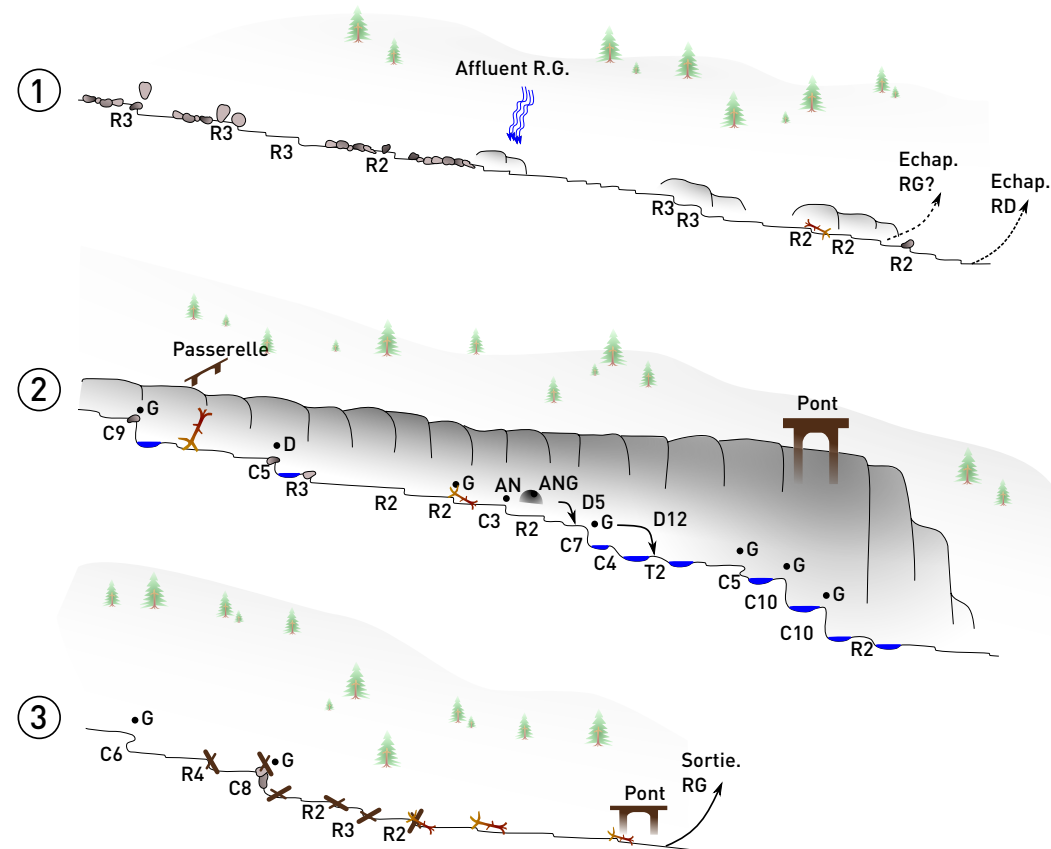 1
Affluent R.G.
R3
R3
R3
R2
R3
R3
R2
R2
R2
Echap.
RG?
Echap.
RD
2
Passerelle
G
C9
D
C5
R3
R2
R2
G
C3
AN
ANG
R2
D5
C7
G
D12
C4
T2
Pont
G
C5
G
C10
G
C10
R2
3
G
C6
R4
G
C8
R2
R3
R2
Pont
Sortie.
RG